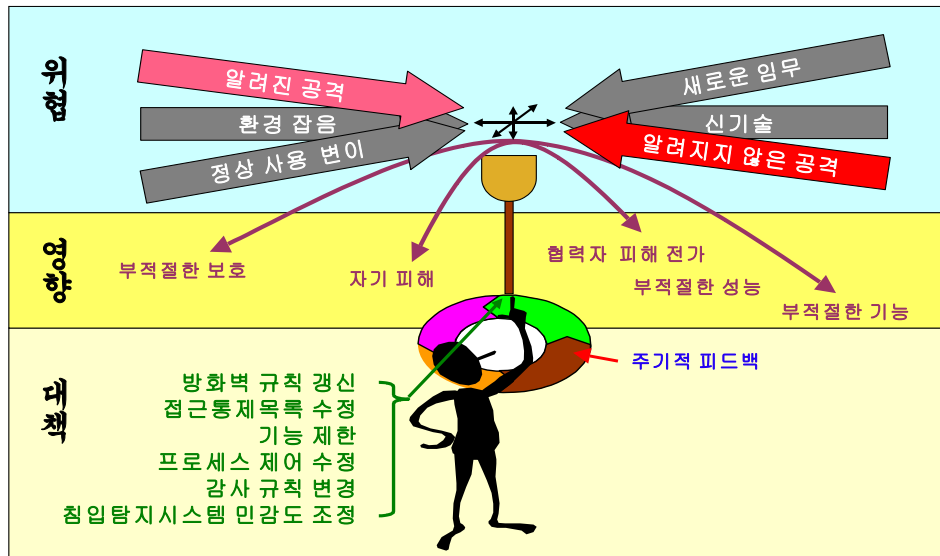 위험
알려진 공격
환경 잡음
정상 사용 변이
새로운 임무
신기술
알려지지 않은 공격
영향
부적절한 보호
자기 피해
협력자 피해 전가
부적절한 성능
부적절한 기능
대책
주기적 피드백
방화벽 규칙 갱신
접근통제목록 수정
기능 제한
프로세스 제어 수정
감사 규칙 변경
침입탐지시스템 민감도 조정